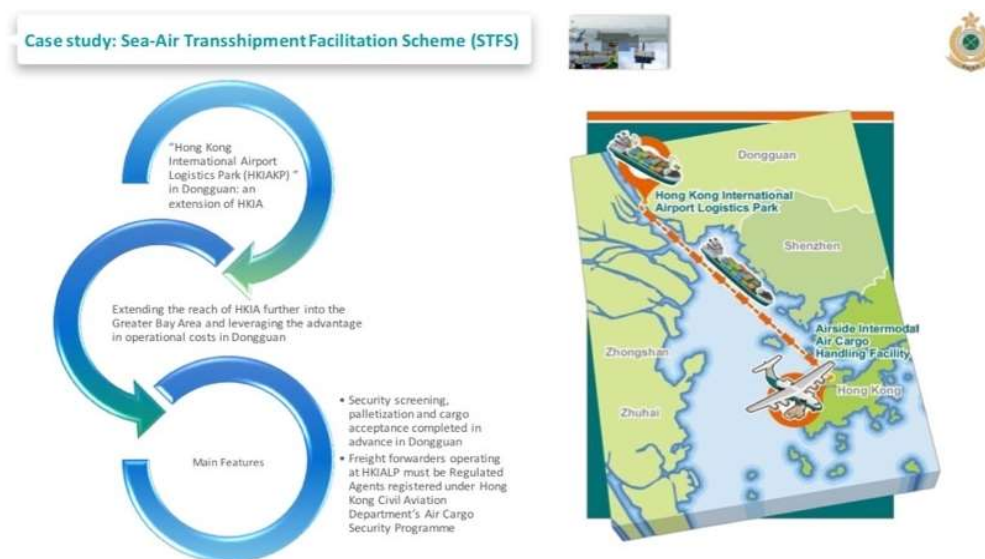 Case study: Sea-Air Transshipment Facilitation Scheme (STFS)
"Hong Kong
International Airport
Logistics Park (HKIAKP) "
in Dongguan: an
extension of HKIA
Extending the reach of HKIA further into the
Greater Bay Area and leveraging the advantage
in operational costs in Dongguan
Main Features
• Security screening,
palletization and cargo
acceptance completed in
advance in Dongguan
• Freight forwarders operating
at HKIALP must be Regulated
Agents registered under Hong
Kong Civil Aviation
Department's Air Cargo
Security Programme
Dongguan
Hong Kong International
Airport Logistics Park
Shenzhen
Airside Intermodal
Air Cargo
Handling Facility
Zhongshan
Hong Kong
Zhuhai